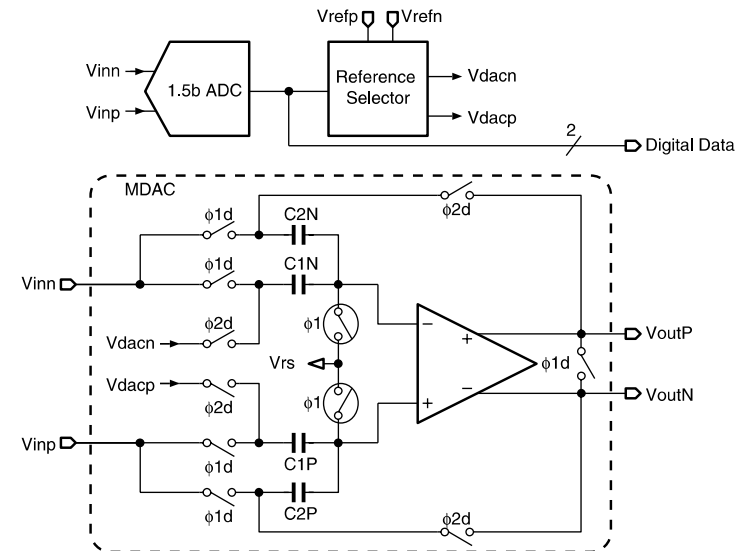 Vrefp Vrefn
Vinn
Vinp
1.5b ADC
Reference
Selector
Vdacn
Vdacp
2
Digital Data
MDAC
ϕ1d
C2N
ϕ2d
Vinn
ϕ1d
C1N
ϕ2d
Vdacn
ϕ1
−
+
VoutP
Vrs
ϕ1d
Vdacp
ϕ2d
ϕ1
+
−
VoutN
Vinp
ϕ1d
C1P
ϕ1d
C2P
ϕ2d